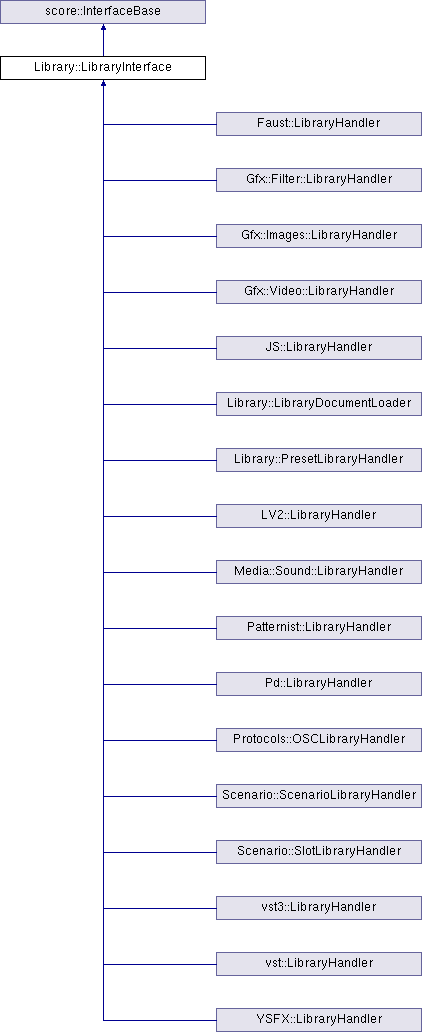 score::InterfaceBase
Library::LibraryInterface
Faust::LibraryHandler
Gfx::Filter::LibraryHandler
Gfx::Images::LibraryHandler
Gfx::Video::LibraryHandler
JS::LibraryHandler
Library::LibraryDocumentLoader
Library::PresetLibraryHandler
LV2::LibraryHandler
Media::Sound::LibraryHandler
Patternist::LibraryHandler
Pd::LibraryHandler
Protocols::OSCLibraryHandler
Scenario::ScenarioLibraryHandler
Scenario::SlotLibraryHandler
vst3::LibraryHandler
vst::LibraryHandler
YSFX::LibraryHandler